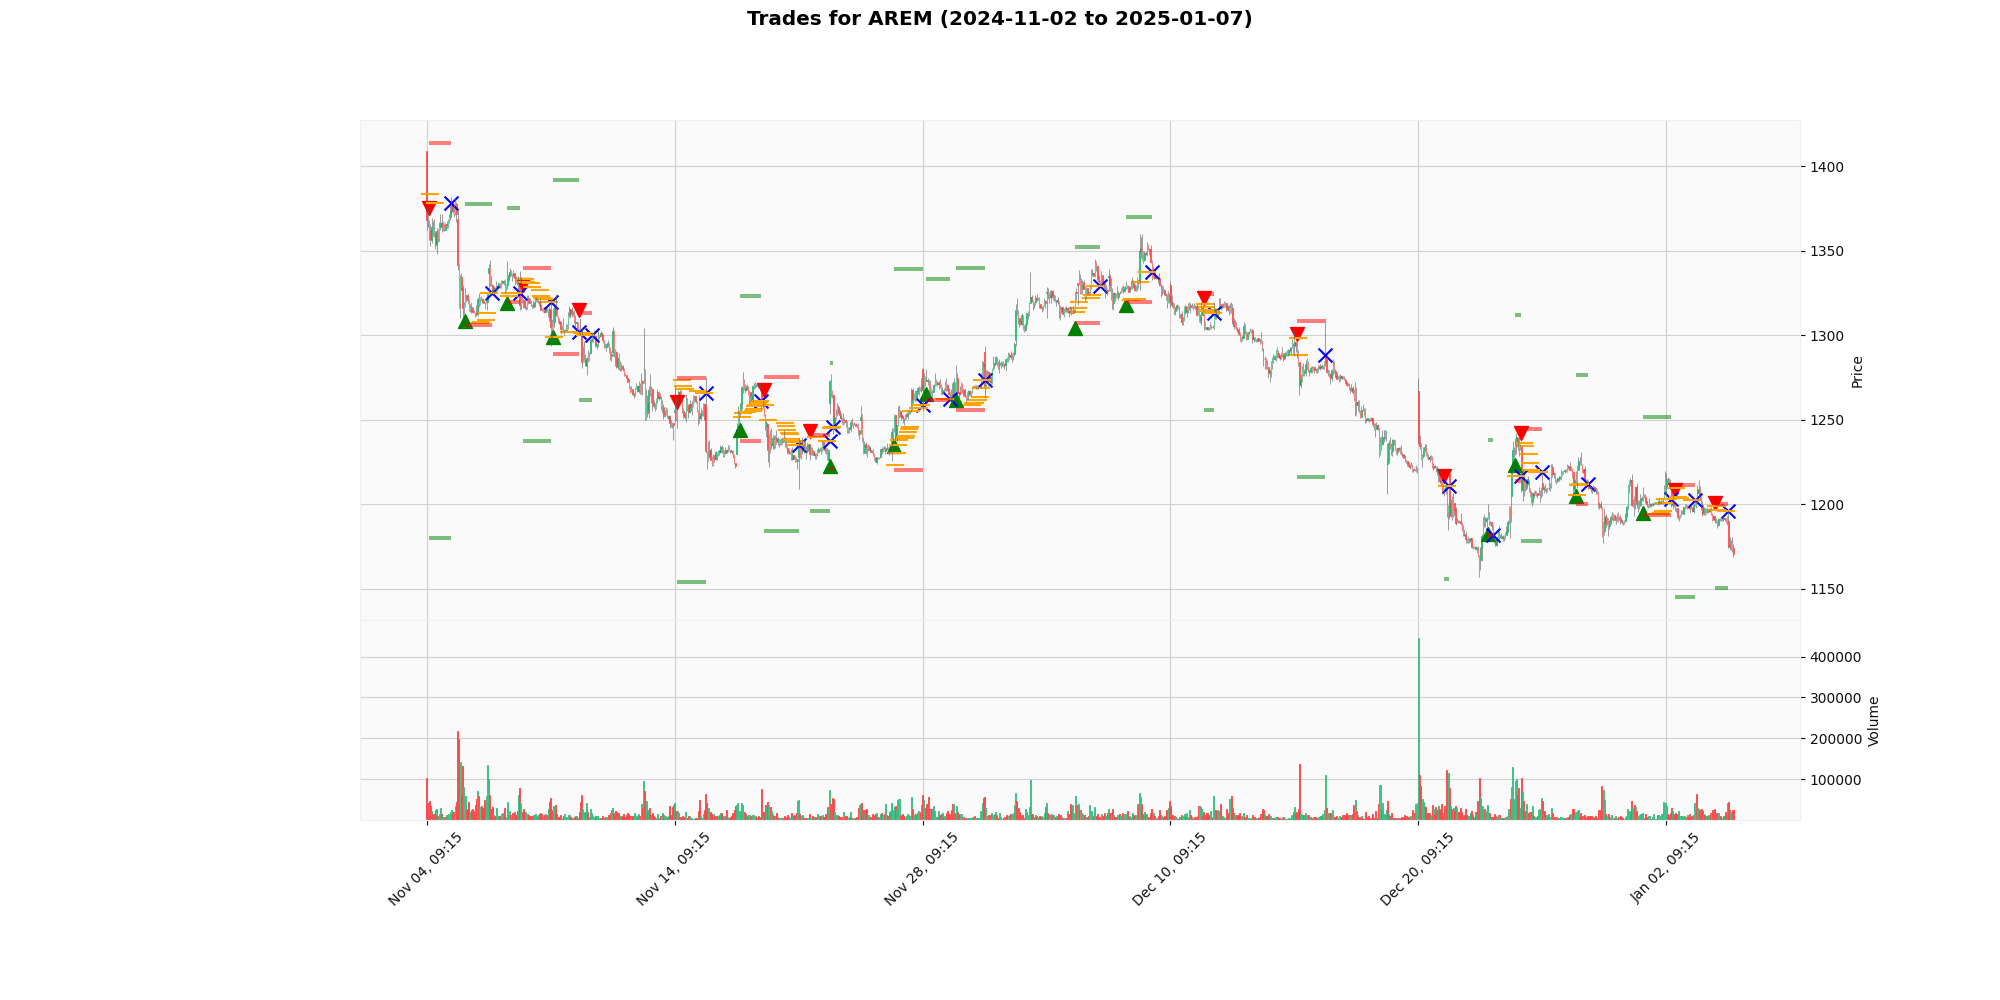 Trades for AREM (2024-11-02 to 2025-01-07)
1400
1350
1300
1250
1200
1150
Price
400000
300000
200000
100000
Volume
Nov 04, 09:15
Nov 14, 09:15
Nov 28, 09:15
Dec 10, 09:15
Dec 20, 09:15
Jan 02, 09:15